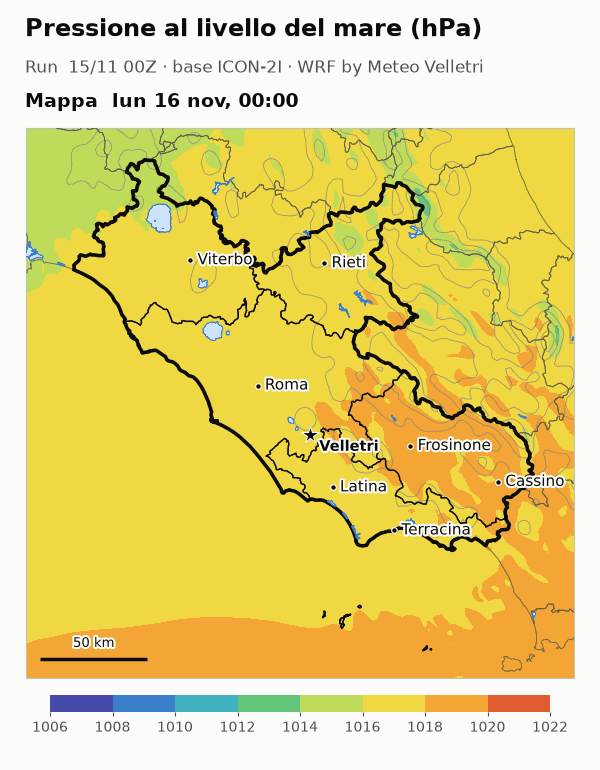 Pressione al livello del mare (hPa)
Run 15/11 00Z · base ICON-2I · WRF by Meteo Velletri
Mappa lun 16 nov, 00:00
Viterbo
Rieti
Roma
Velletri
Frosinone
Latina
Cassino
Terracina
50 km
1006 1008 1010 1012 1014 1016 1018 1020 1022